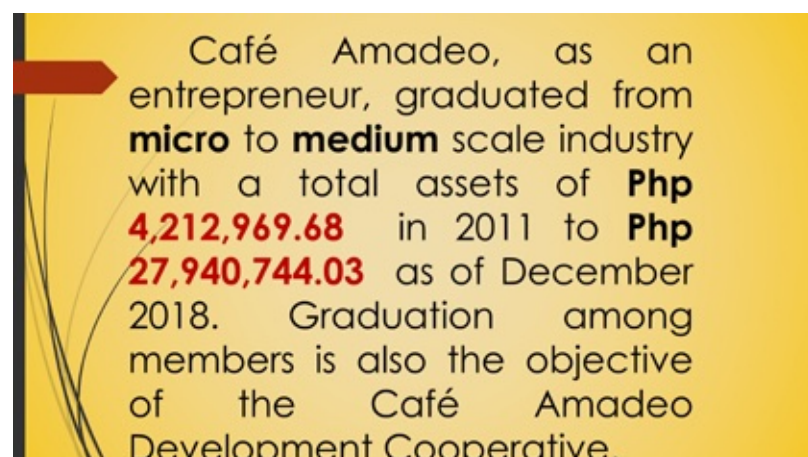 Café Amadeo, as an
entrepreneur, graduated from
micro to medium scale industry
with a total assets of Php
4,212,969.68 in 2011 to Php
27,940,744.03 as of December
2018. Graduation among
members is also the objective
of the Café Amadeo
Development Cooperative.